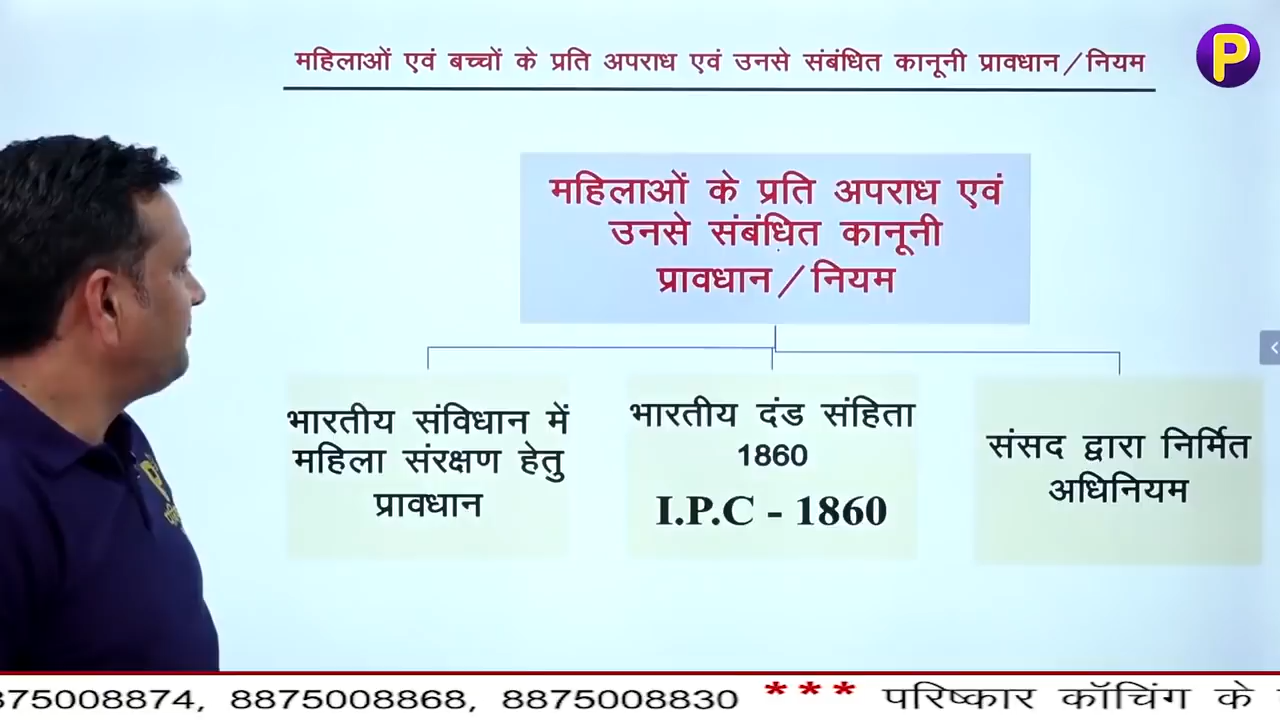 महिलाओं एवं बच्चों के प्रति अपराध एवं उनसे संबंधित कानूनी प्रावधान/नियम
P
महिलाओं के प्रति अपराध एवं
उनसे संबंधित कानूनी
प्रावधान/नियम
भारतीय संविधान में
महिला संरक्षण हेतु
प्रावधान
भारतीय दंड संहिता
1860
I.P.C - 1860
संसद द्वारा निर्मित
अधिनियम
875008874, 8875008868, 8875008830 *** परिष्कार कॉचिंग के